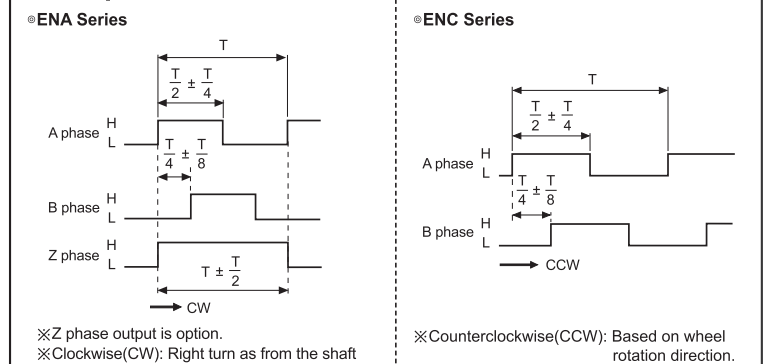 ◎ENA Series
T
T/2 ± T/4
A phase H
L
T/4 ± T/8
B phase H
L
Z phase H
L
T ± T/2
CW
※Z phase output is option.
※Clockwise(CW): Right turn as from the shaft
◎ENC Series
T
T/2 ± T/4
A phase H
L
T/4 ± T/8
B phase H
L
CCW
※Counterclockwise(CCW): Based on wheel
rotation direction.